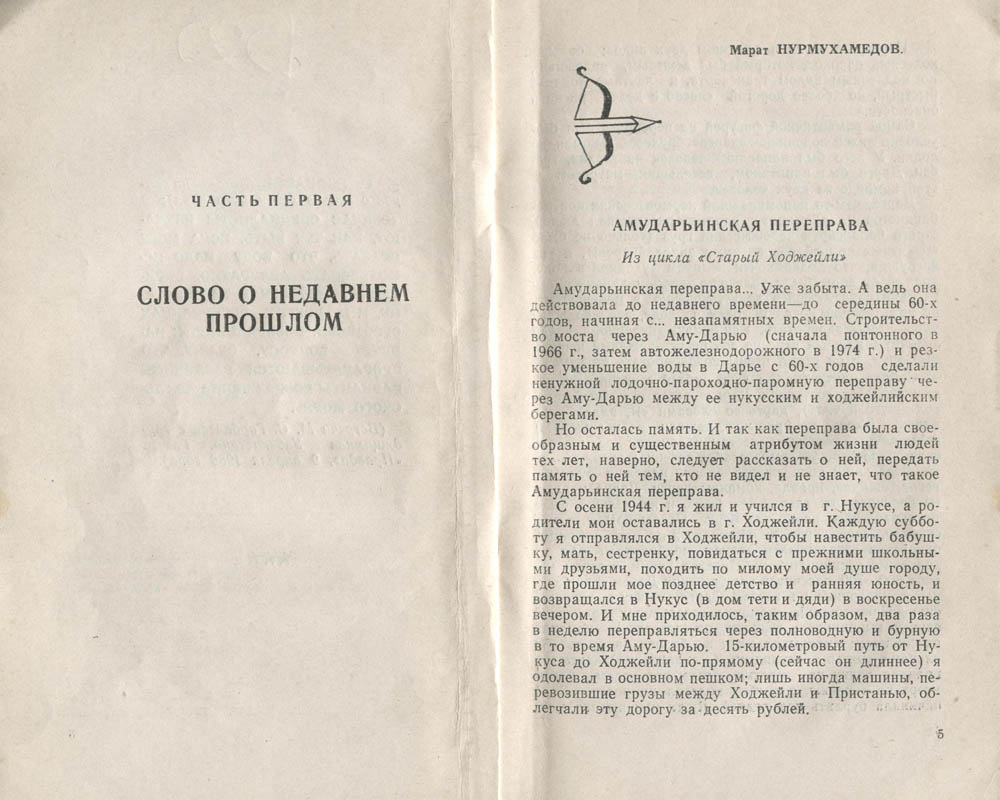 ЧАСТЬ ПЕРВАЯ
СЛОВО О НЕДАВНЕМ
ПРОШЛОМ
Марат НУРМУХАМЕДОВ.
АМУДАРЬИНСКАЯ ПЕРЕПРАВА
Из цикла «Старый Ходжейли»
Амударьинская переправа... Уже забыта. А ведь она
действовала до недавнего времени—до середины 60-х
годов, начиная с... незапамятных времен. Строительст-
во моста через Аму-Дарью (сначала понтонного в
1966 г., затем автожелезнодорожного в 1974 г.) и рез-
кое уменьшение воды в Дарье с 60-х годов сделали
ненужной лодочно-пароходно-паромную переправу че-
рез Аму-Дарью между ее нукусским и ходжейлийским
берегами.
Но осталась память. И так как переправа была свое-
образным и существенным атрибутом жизни людей
тех лет, наверно, следует рассказать о ней, передать
память о ней тем, кто не видел и не знает, что такое
Амударьинская переправа.
С осени 1944 г. я жил и учился в г. Нукусе, а ро-
дители мои оставались в г. Ходжейли. Каждую суббо-
ту я отправлялся в Ходжейли, чтобы навестить бабуш-
ку, мать, сестренку, повидаться с прежними школьны-
ми друзьями, походить по милому моей душе городу,
где прошли мое позднее детство и ранняя юность, и
возвращался в Нукус (в дом тети и дяди) в воскресенье
вечером. И мне приходилось, таким образом, два раза
в неделю переправляться через полноводную и бурную
в то время Аму-Дарью. 15-километровый путь от Ну-
куса до Ходжейли по-прямому (сейчас он длиннее) я
одолевал в основном пешком; лишь иногда машины, пе-
ревозившие грузы между Ходжейли и Пристанью, об-
легчали эту дорогу за десять рублей.
5